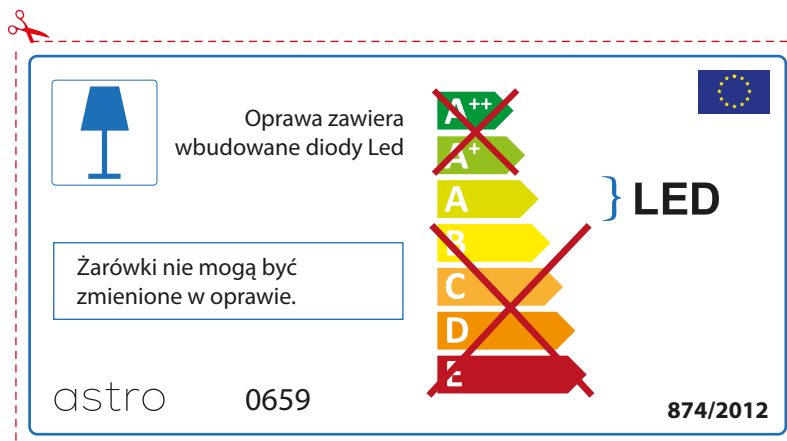 Oprawa zawiera
wbudowane diody Led
A++
A+
A
B
C
D
E
LED
Żarówki nie mogą być
zmienione w oprawie.
astro
0659
874/2012